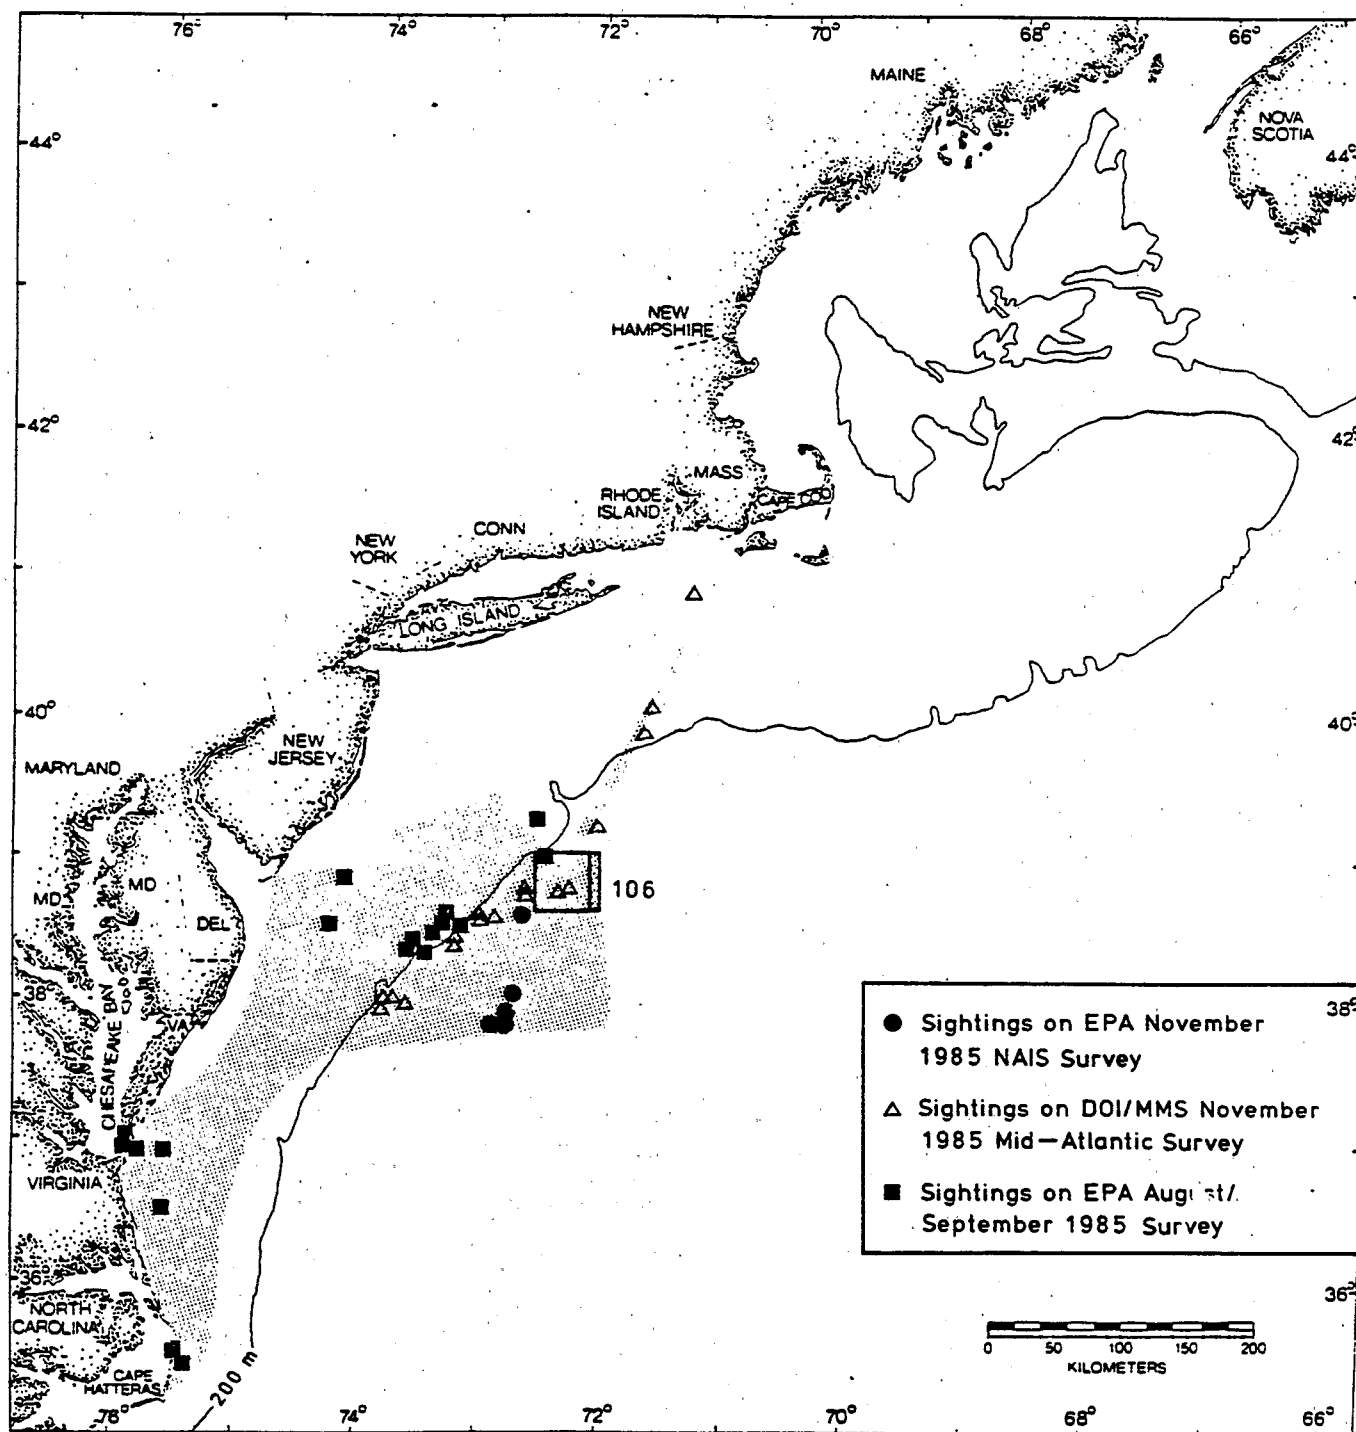 76° 74° 72° 70° 68° 66°
MAINE
NOVA
SCOTIA
44° 44°
NEW
HAMPSHIRE
42° 42°
MASS
RHODE
ISLAND
CAPE COD
CONN
NEW
YORK
LONG ISLAND
40° 40°
NEW
JERSEY
MARYLAND
MD
MD
106
DEL
38° 38°
CHESAPEAKE BAY
VA
Sightings on EPA November
1985 NAIS Survey
Sightings on DOI/MMS November
1985 Mid-Atlantic Survey
Sightings on EPA August/
September 1985 Survey
VIRGINIA
36° 36°
NORTH
CAROLINA
0 50 100 150 200
KILOMETERS
CAPE
HATTERAS
200 m
76° 74° 72° 70° 68° 66°